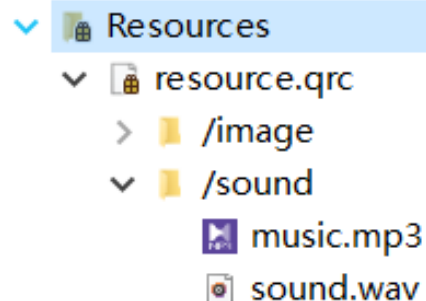 Resources
resource.qrc
/image
/sound
music.mp3
sound.wav